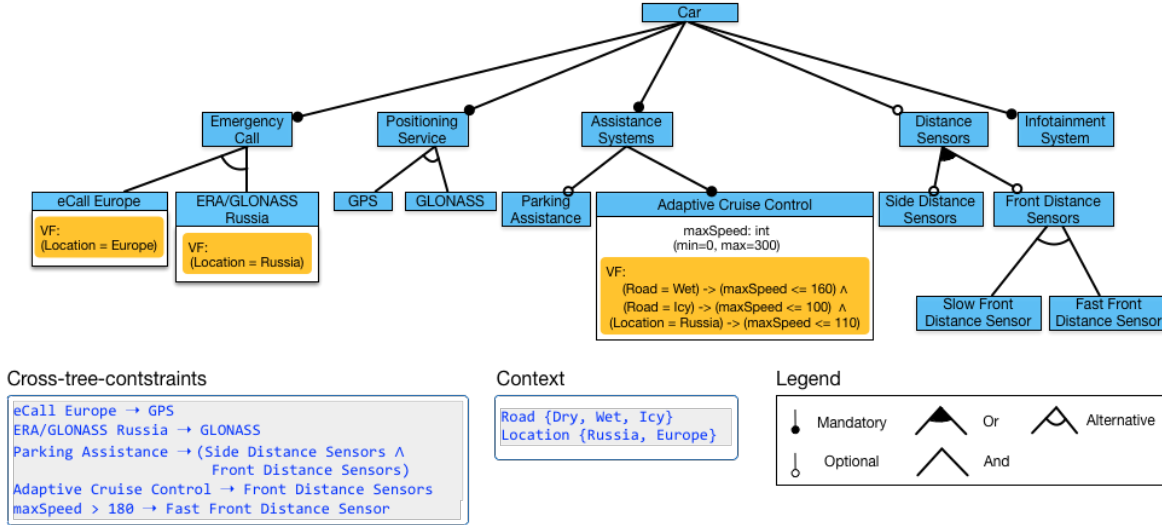 Car
Emergency
Call
Positioning
Service
Assistance
Systems
Distance
Sensors
Infotainment
System
eCall Europe
VF:
(Location = Europe)
ERA/GLONASS
Russia
VF:
(Location = Russia)
GPS
GLONASS
Parking
Assistance
Adaptive Cruise Control
maxSpeed: int
(min=0, max=300)
VF:
(Road = Wet) -> (maxSpeed <= 160) ∧
(Road = Icy) -> (maxSpeed <= 100) ∧
(Location = Russia) -> (maxSpeed <= 110)
Side Distance
Sensors
Front Distance
Sensors
Slow Front
Distance Sensor
Fast Front
Distance Sensor
Cross-tree-contstraints
eCall Europe → GPS
ERA/GLONASS Russia → GLONASS
Parking Assistance → (Side Distance Sensors ∧
Front Distance Sensors)
Adaptive Cruise Control → Front Distance Sensors
maxSpeed > 180 → Fast Front Distance Sensor
Context
Road {Dry, Wet, Icy}
Location {Russia, Europe}
Legend
Mandatory
Or
Alternative
Optional
And